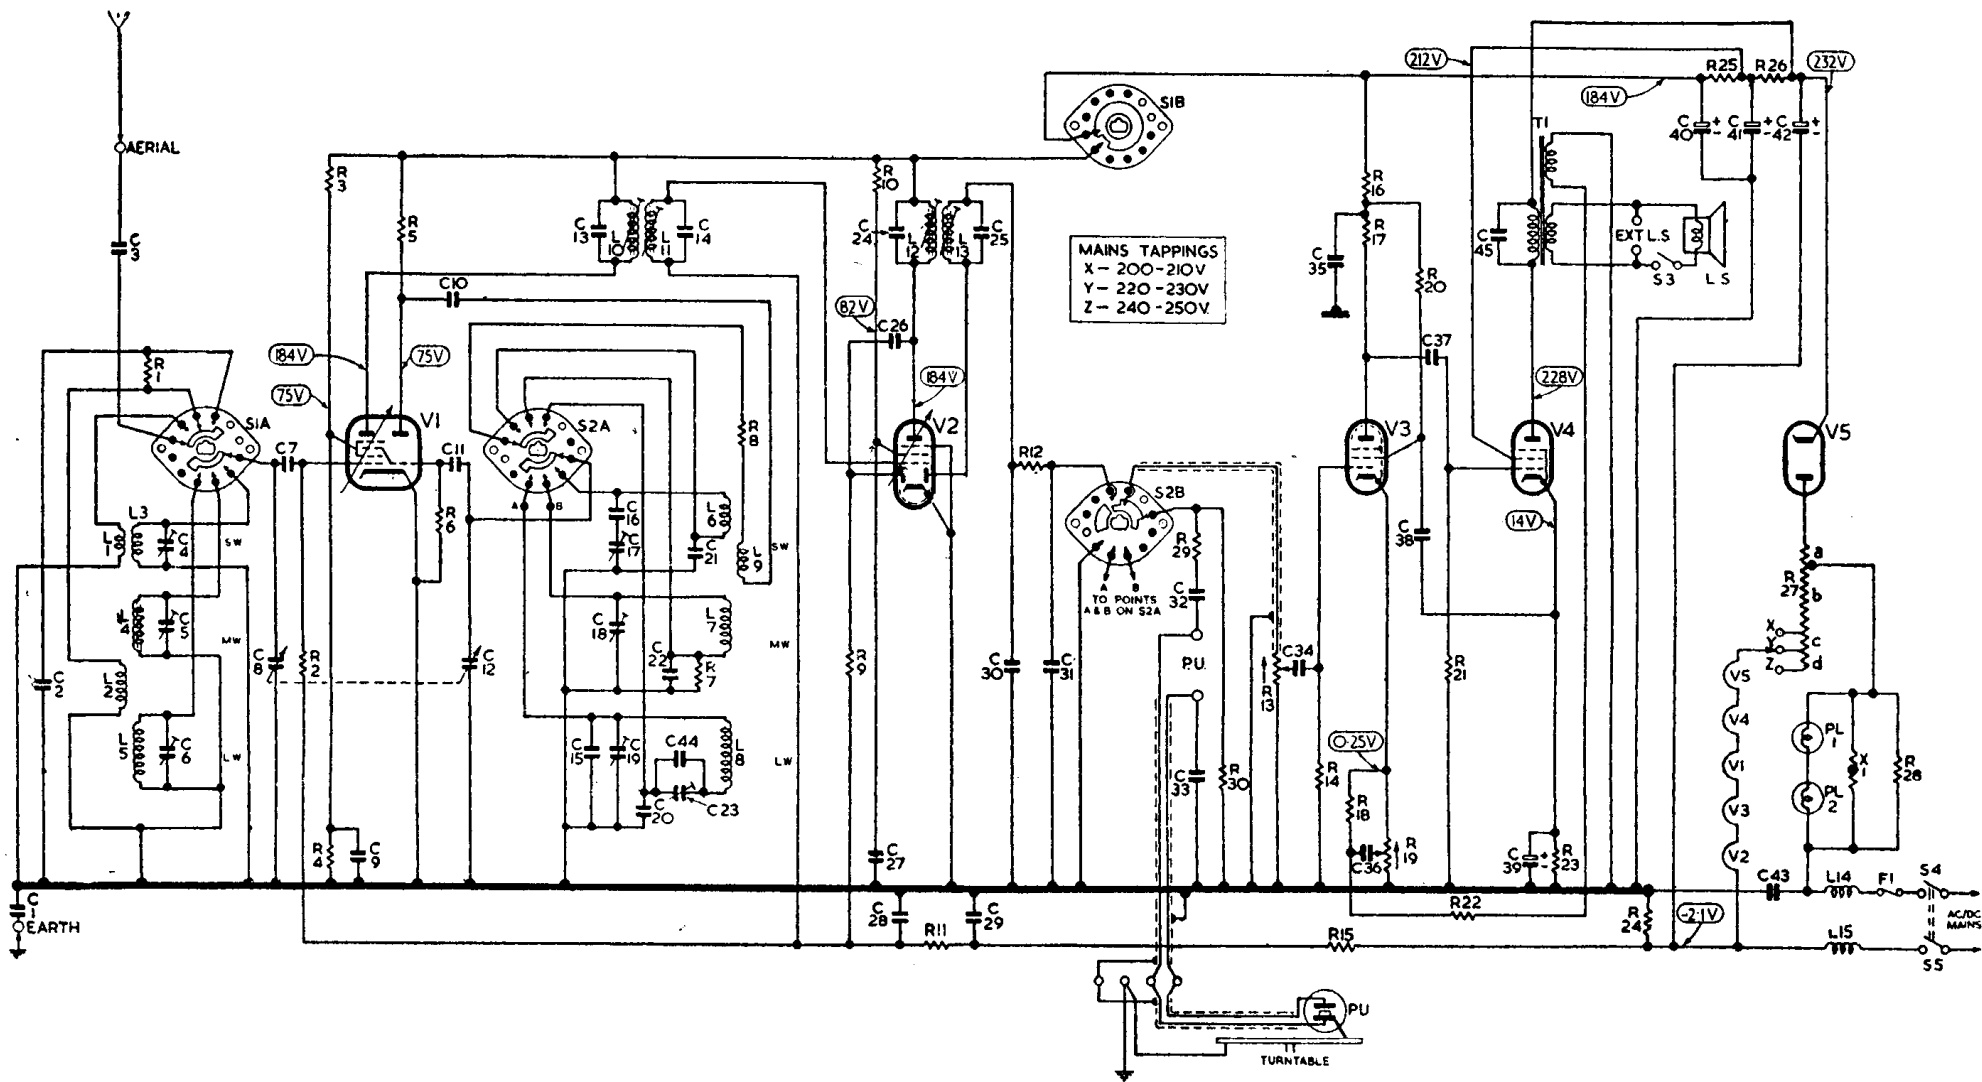 AERIAL
C3
R1
S1A
C7
L3
L1
C4
SW
L4
C5
MW
L2
L5
C6
LW
C2
C8
R2
C1
EARTH
R3
R5
184V
75V
75V
V1
C10
C11
R6
R4
C9
C12
S2A
A
B
C16
C17
L6
C21
L9
SW
R8
C18
L7
C22
R7
MW
C15
C19
C44
L8
C23
C20
LW
C13
L10
L11
C14
R10
C24
L12
L13
C25
82V
C26
184V
V2
R9
C27
C28
R11
C29
S1B
MAINS TAPPINGS
X – 200-210V
Y – 220-230V
Z – 240-250V.
R12
S2B
A
B
TO POINTS
A & B ON S2A
R29
C32
P.U.
C33
R30
C30
C31
R13
C34
R14
R16
R17
C35
R20
C37
V3
C38
R21
0.25V
R18
C36
R19
R22
R15
PU
TT
TURNTABLE
212V
184V
R25
R26
232V
C40
C41
C42
T1
C45
EXT L.S
S3
L S
228V
V4
14V
C39
R23
V5
a
R27
b
c
d
X
Y
Z
V5
V4
V1
V3
V2
PL1
PL2
X1
R28
R24
-2.1V
C43
L14
F1
S4
AC/DC
MAINS
L15
S5